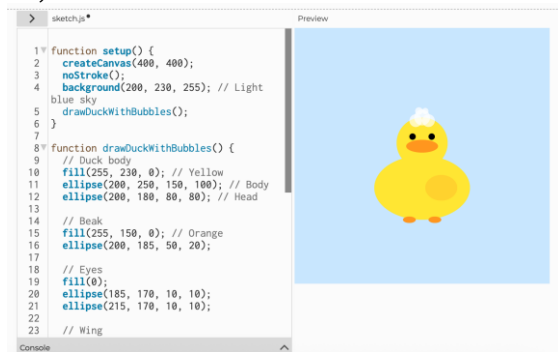 sketch.js
Preview
1 function setup() {
2 createCanvas(400, 400);
3 noStroke();
4 background(200, 230, 255); // Light
blue sky
5 drawDuckWithBubbles();
6 }
7
8 function drawDuckWithBubbles() {
9 // Duck body
10 fill(255, 230, 0); // Yellow
11 ellipse(200, 250, 150, 100); // Body
12 ellipse(200, 180, 80, 80); // Head
13
14 // Beak
15 fill(255, 150, 0); // Orange
16 ellipse(200, 185, 50, 20);
17
18 // Eyes
19 fill(0);
20 ellipse(185, 170, 10, 10);
21 ellipse(215, 170, 10, 10);
22
23 // Wing
Console